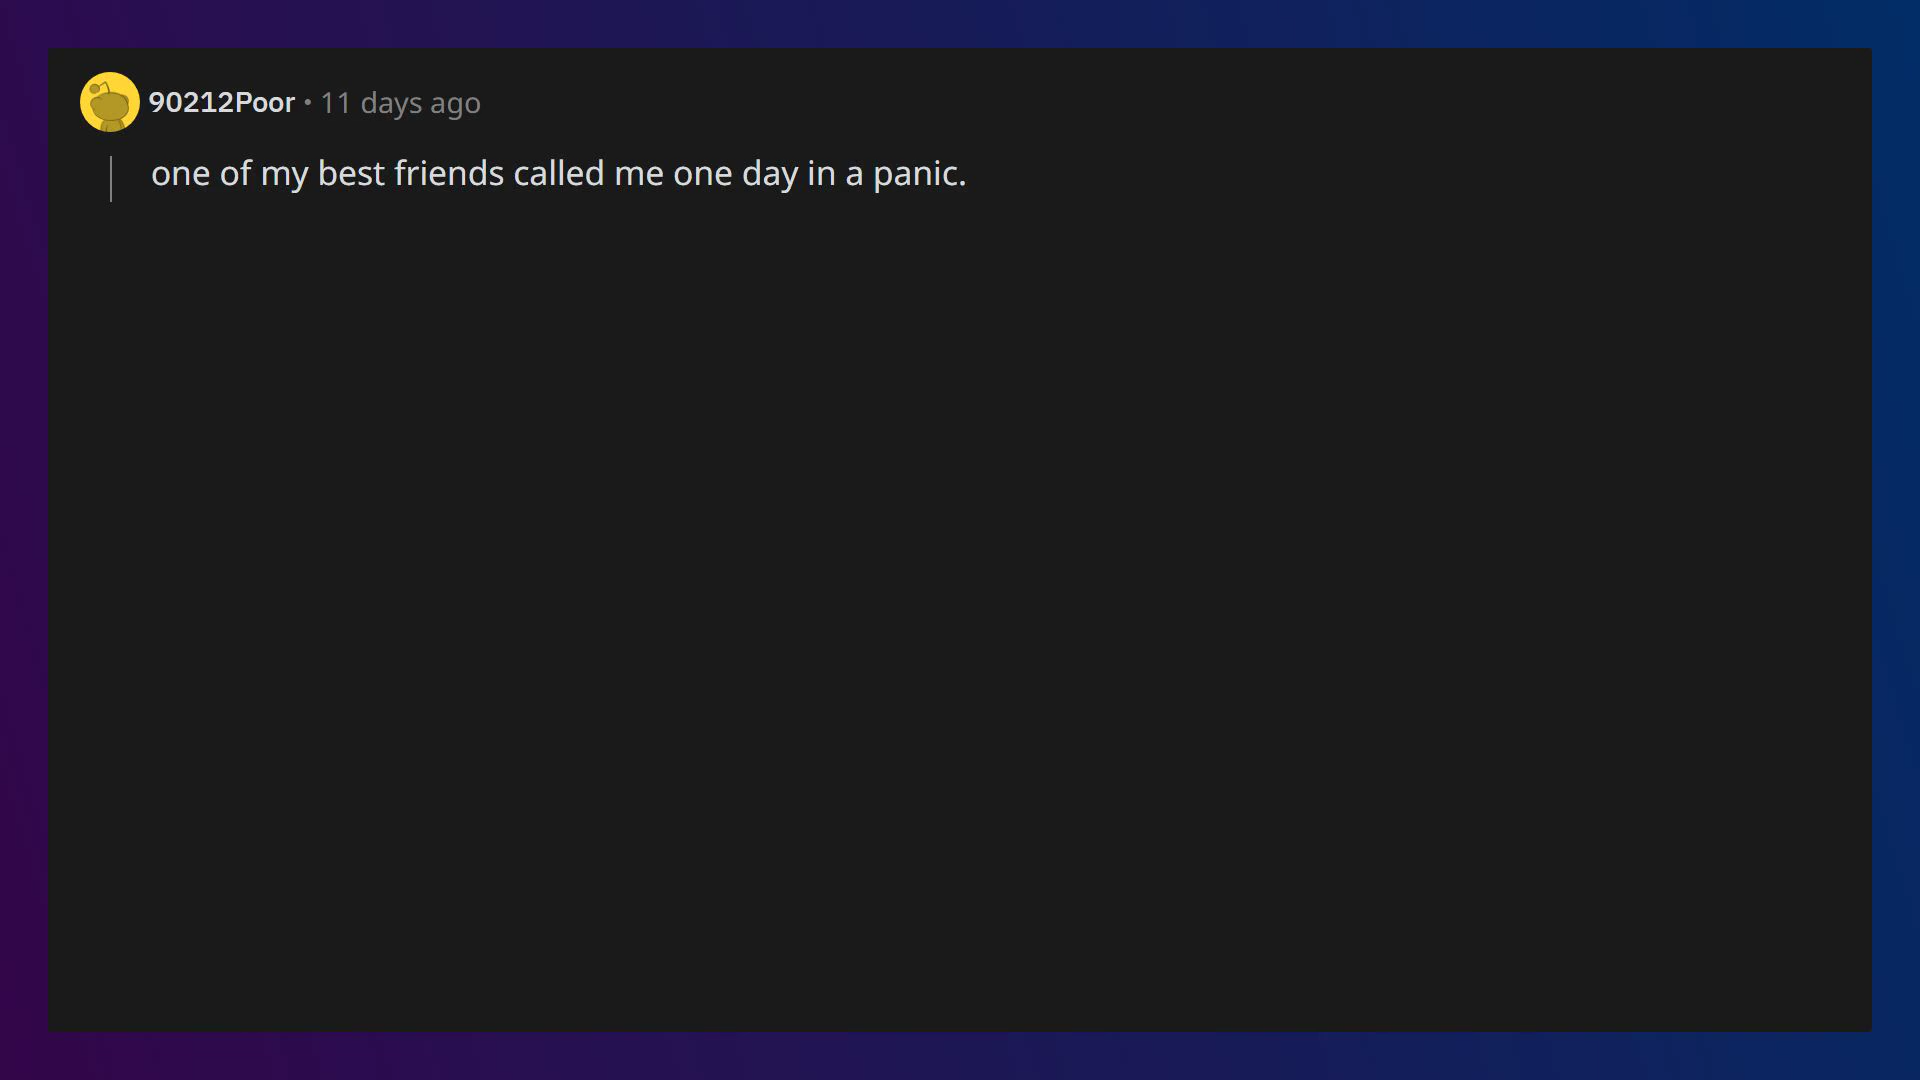 90212Poor • 11 days ago
one of my best friends called me one day in a panic.